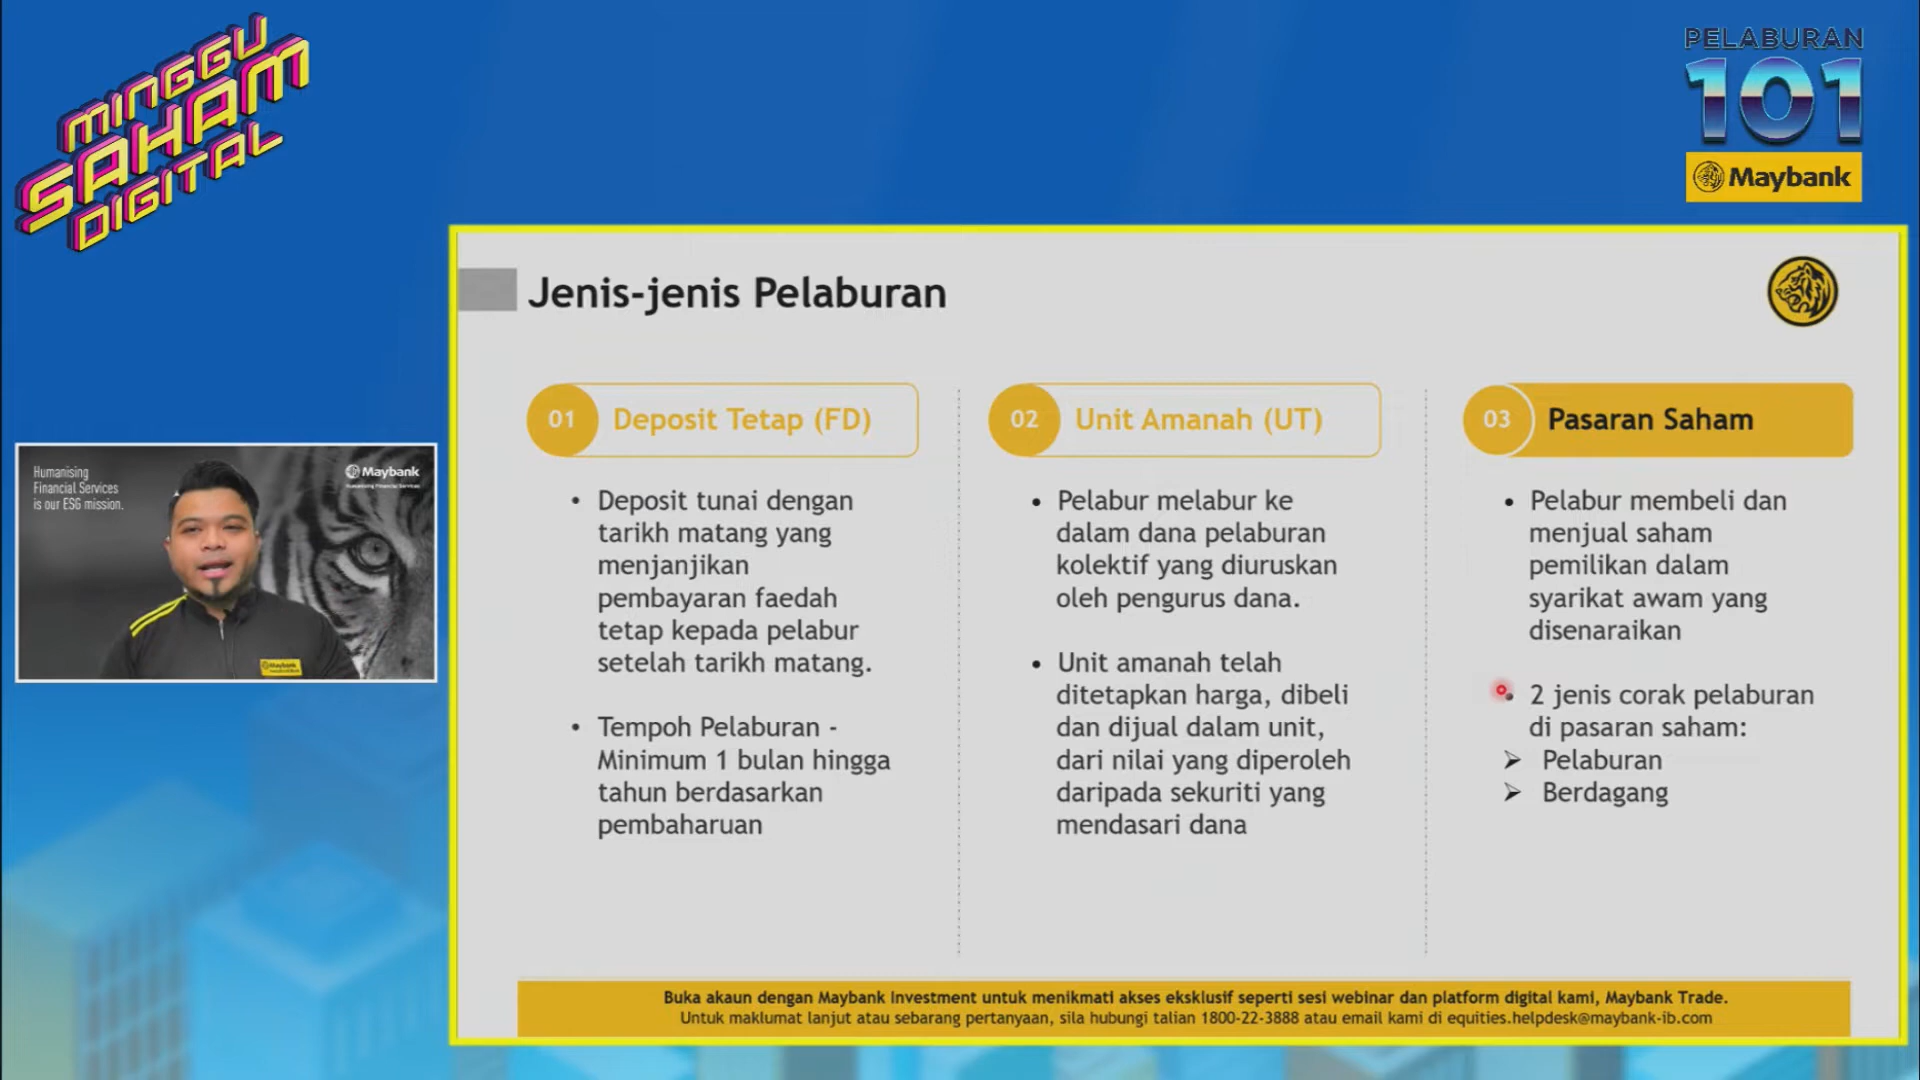 MINGGU
SAHAM
DIGITAL
PELABURAN
101
Maybank
Jenis-jenis Pelaburan
01 Deposit Tetap (FD)
• Deposit tunai dengan
tarikh matang yang
menjanjikan
pembayaran faedah
tetap kepada pelabur
setelah tarikh matang.
• Tempoh Pelaburan -
Minimum 1 bulan hingga
tahun berdasarkan
pembaharuan
02 Unit Amanah (UT)
• Pelabur melabur ke
dalam dana pelaburan
kolektif yang diuruskan
oleh pengurus dana.
• Unit amanah telah
ditetapkan harga, dibeli
dan dijual dalam unit,
dari nilai yang diperoleh
daripada sekuriti yang
mendasari dana
03 Pasaran Saham
• Pelabur membeli dan
menjual saham
pemilikan dalam
syarikat awam yang
disenaraikan
• 2 jenis corak pelaburan
di pasaran saham:
➢ Pelaburan
➢ Berdagang
Humanising
Financial Services
is our ESG mission.
Maybank
Humanising Financial Services
Maybank
Buka akaun dengan Maybank Investment untuk menikmati akses eksklusif seperti sesi webinar dan platform digital kami, Maybank Trade.
Untuk maklumat lanjut atau sebarang pertanyaan, sila hubungi talian 1800-22-3888 atau email kami di equities.helpdesk@maybank-ib.com